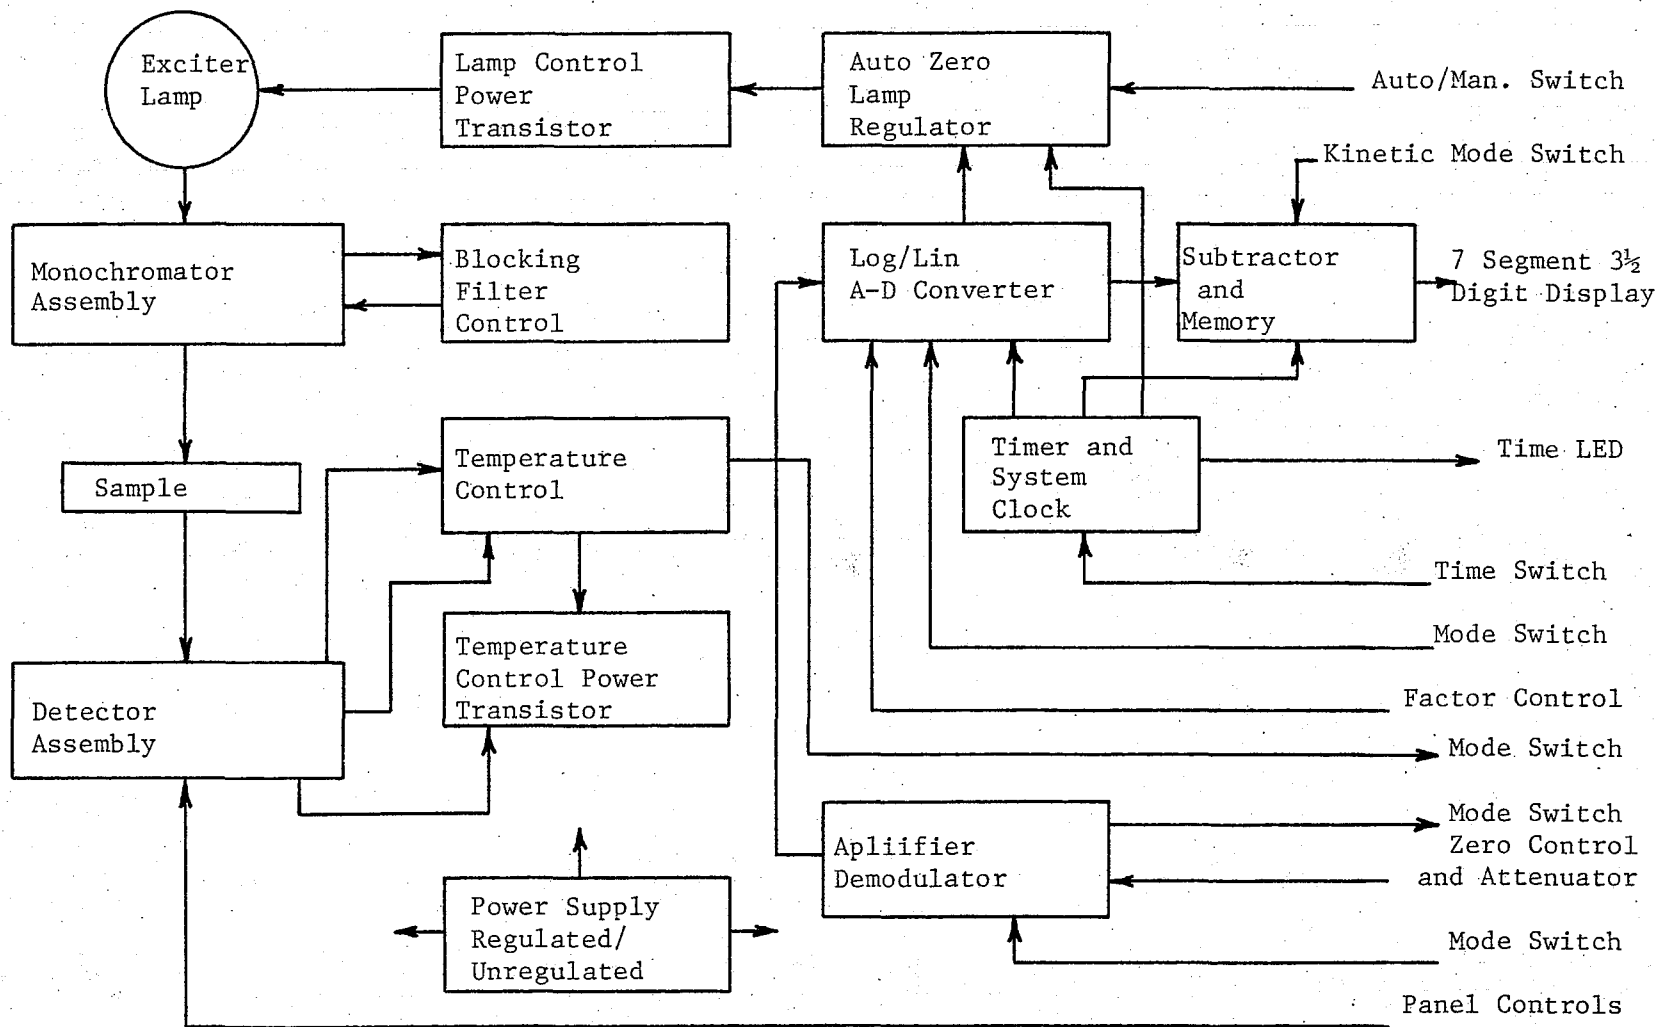 Exciter
Lamp
Lamp Control
Power
Transistor
Auto Zero
Lamp
Regulator
Auto/Man. Switch
Kinetic Mode Switch
Monochromator
Assembly
Blocking
Filter
Control
Log/Lin
A-D Converter
Subtractor
and
Memory
7 Segment 3½
Digit Display
Sample
Temperature
Control
Timer and
System
Clock
Time LED
Time Switch
Mode Switch
Detector
Assembly
Temperature
Control Power
Transistor
Factor Control
Mode Switch
Apliifier
Demodulator
Mode Switch
Zero Control
and Attenuator
Power Supply
Regulated/
Unregulated
Mode Switch
Panel Controls